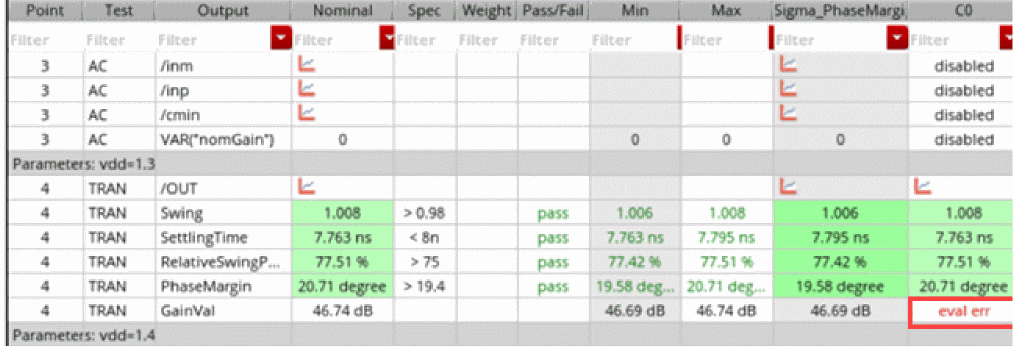 Point Test Output Nominal Spec Weight Pass/Fail Min Max Sigma_PhaseMargi C0
Filter Filter Filter Filter Filter Filter Filter Filter Filter Filter Filter
3 AC /inm disabled
3 AC /inp disabled
3 AC /cmin disabled
3 AC VAR("nomGain") 0 0 0 0 disabled
Parameters: vdd=1.3
4 TRAN /OUT
4 TRAN Swing 1.008 > 0.98 pass 1.006 1.008 1.006 1.008
4 TRAN SettlingTime 7.763 ns < 8n pass 7.763 ns 7.795 ns 7.795 ns 7.763 ns
4 TRAN RelativeSwingP... 77.51 % > 75 pass 77.42 % 77.51 % 77.42 % 77.51 %
4 TRAN PhaseMargin 20.71 degree > 19.4 pass 19.58 deg... 20.71 deg... 19.58 degree 20.71 degree
4 TRAN GainVal 46.74 dB 46.69 dB 46.74 dB 46.69 dB eval err
Parameters: vdd=1.4